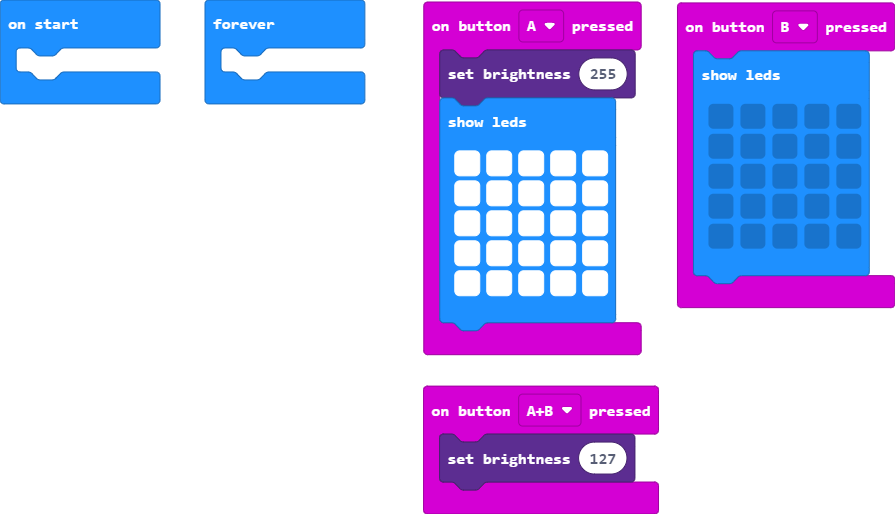 on start
forever
on button A pressed
set brightness 255
show leds
on button B pressed
show leds
on button A+B pressed
set brightness 127